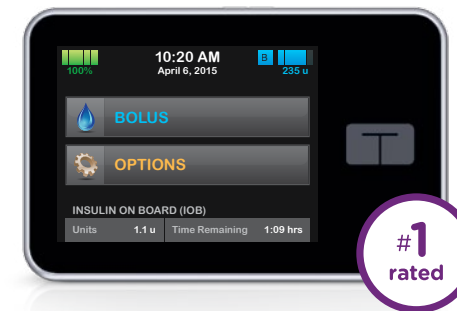 10:20 AM
100%
April 6, 2015
B
235 u
BOLUS
OPTIONS
INSULIN ON BOARD (IOB)
Units 1.1 u Time Remaining 1:09 hrs
T
#1
rated